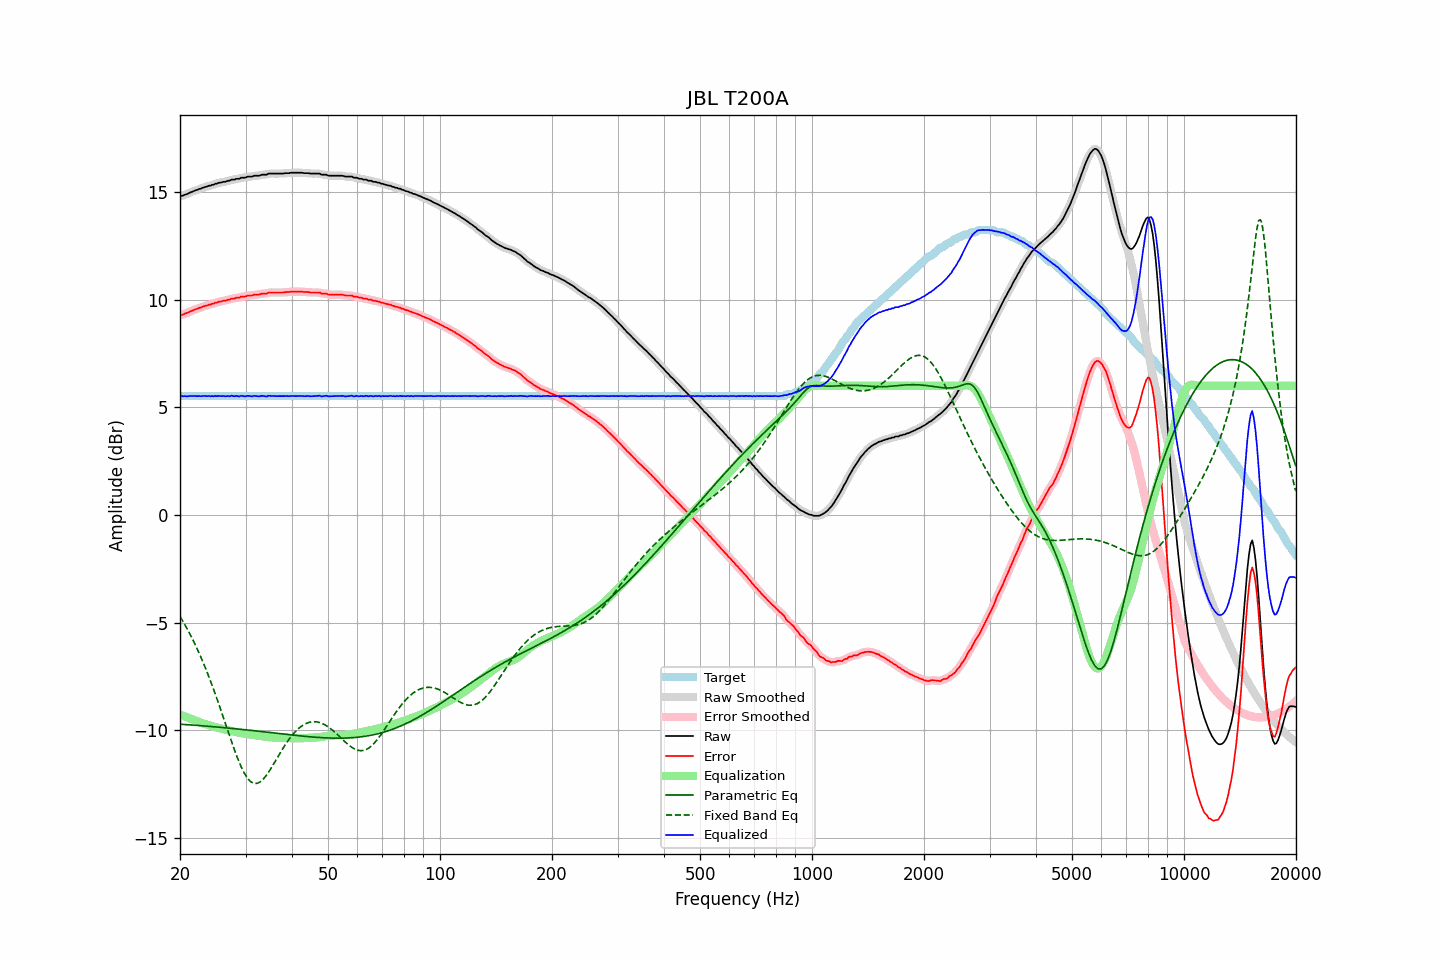 JBL T200A
Amplitude (dBr)
15
10
5
0
−5
−10
−15
Target
Raw Smoothed
Error Smoothed
Raw
Error
Equalization
Parametric Eq
Fixed Band Eq
Equalized
20 50 100 200 500 1000 2000 5000 10000 20000
Frequency (Hz)